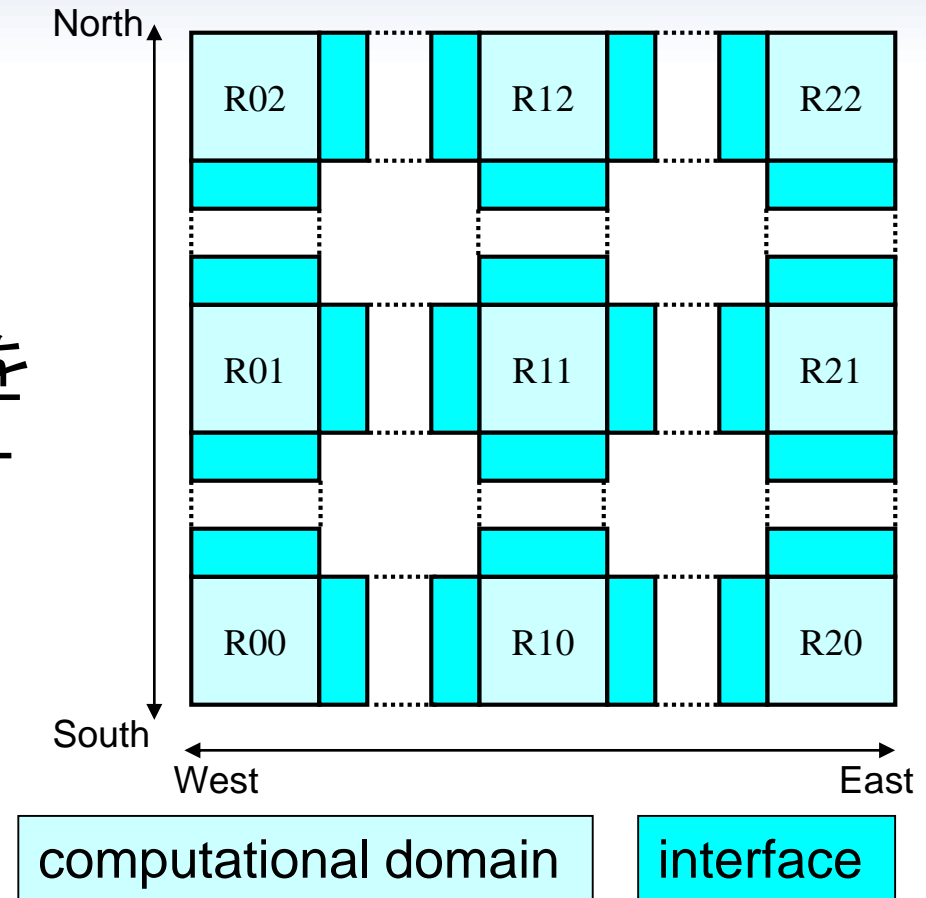 North
R02 R12 R22
R01 R11 R21
R00 R10 R20
South
West East
computational domain interface